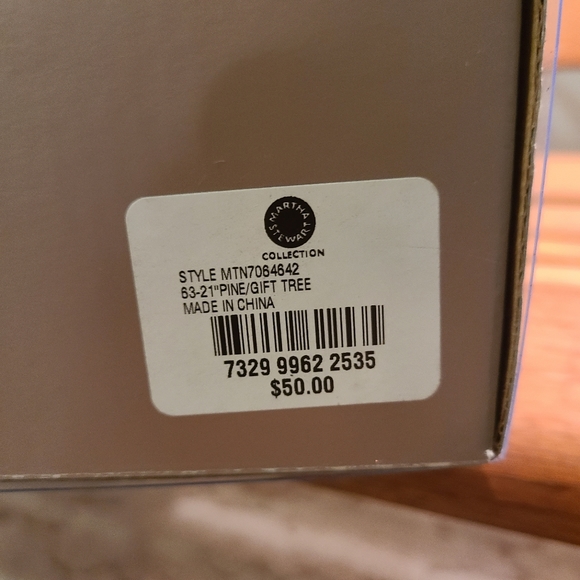 MARTHA STEWART
COLLECTION
STYLE MTN7064642
63-21"PINE/GIFT TREE
MADE IN CHINA
7329 9962 2535
$50.00